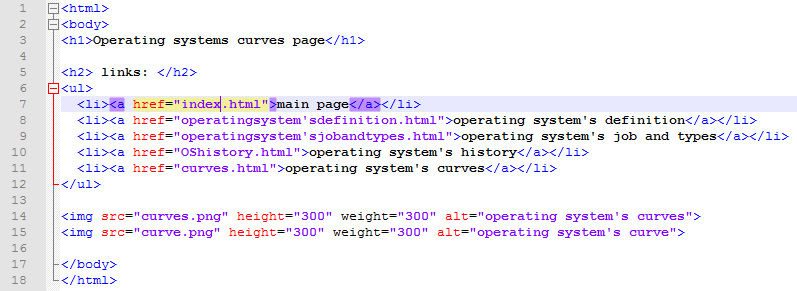 1 <html>
2 <body>
3 <h1>Operating systems curves page</h1>
4
5 <h2> links: </h2>
6 <ul>
7 <li><a href="index.html">main page</a></li>
8 <li><a href="operatingsystem'sdefinition.html">operating system's definition</a></li>
9 <li><a href="operatingsystem'sjobandtypes.html">operating system's job and types</a></li>
10 <li><a href="OShistory.html">operating system's history</a></li>
11 <li><a href="curves.html">operating system's curves</a></li>
12 </ul>
13
14 <img src="curves.png" height="300" weight="300" alt="operating system's curves">
15 <img src="curve.png" height="300" weight="300" alt="operating system's curve">
16
17 </body>
18 </html>